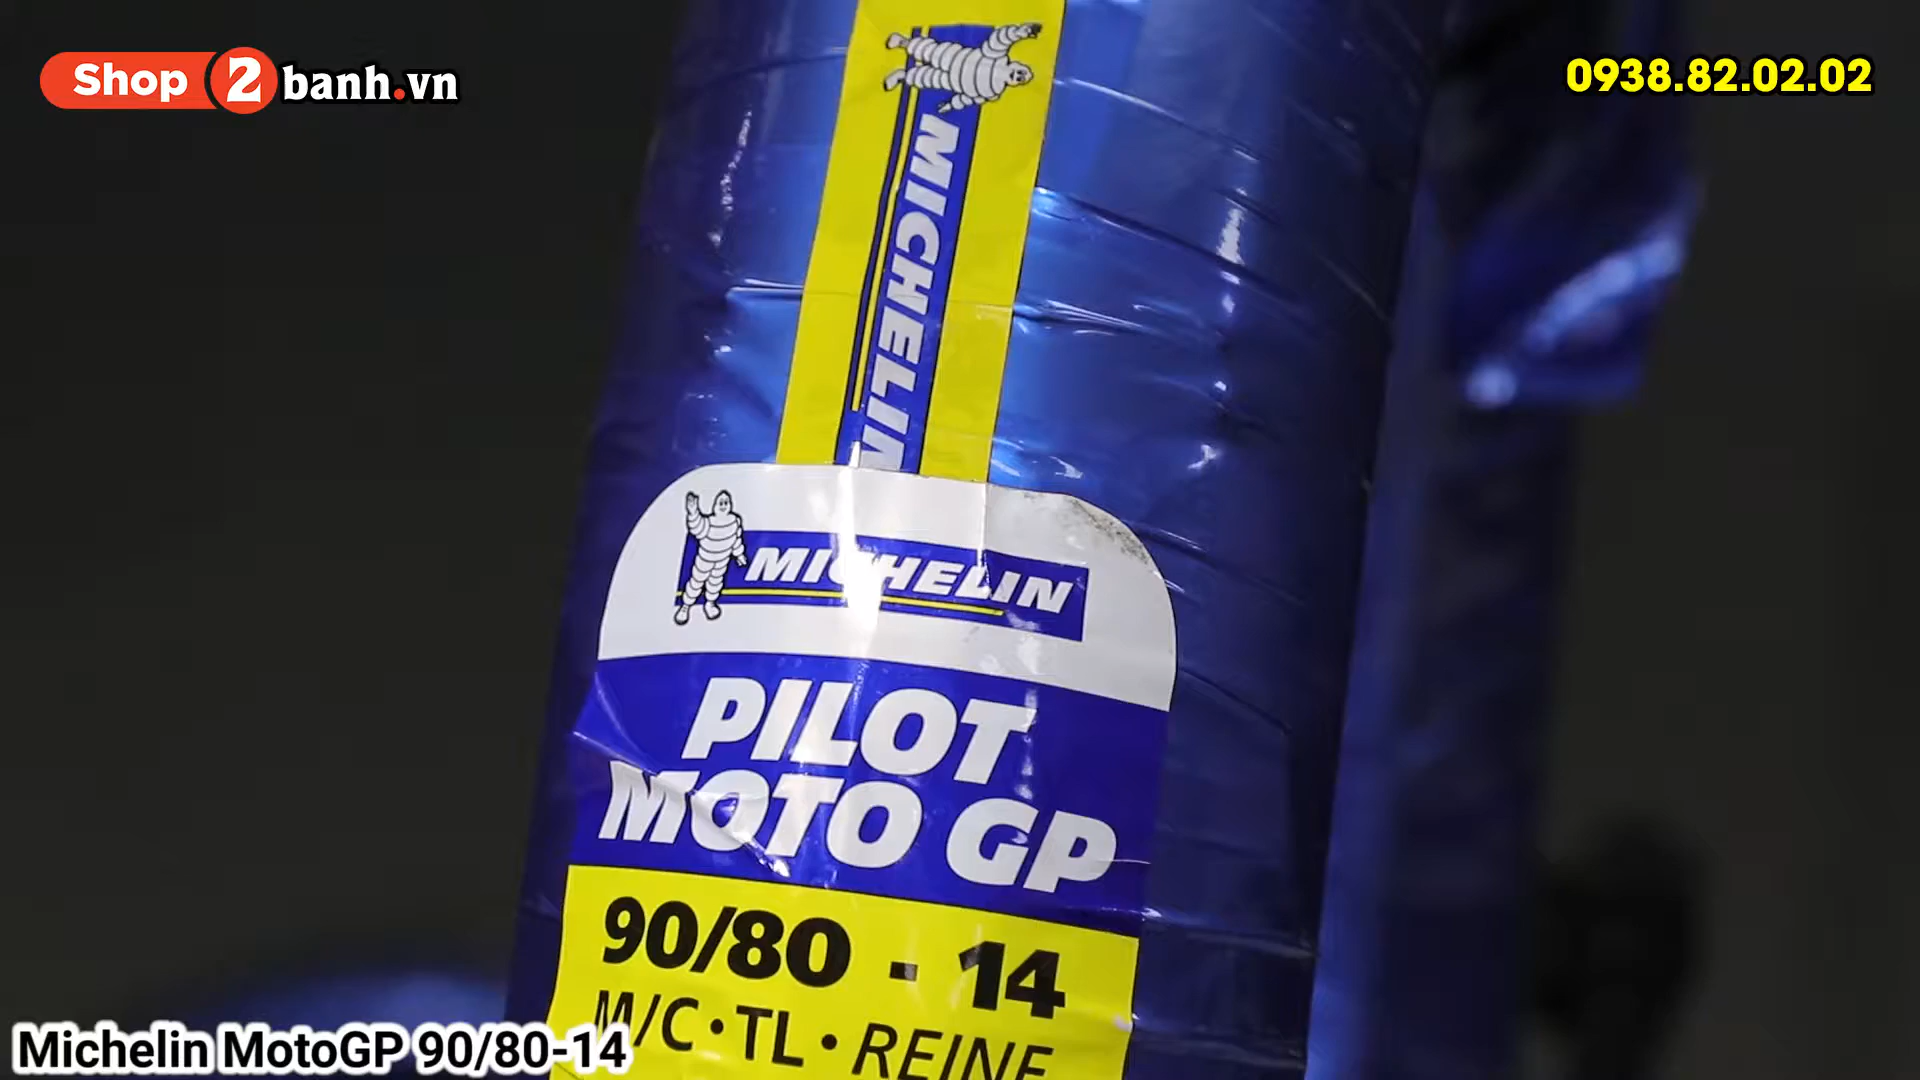 Shop 2 banh.vn
0938.82.02.02
MICHELIN
MICHELIN
PILOT
MOTO GP
90/80 - 14
M/C • TL • REINF
Michelin MotoGP 90/80-14